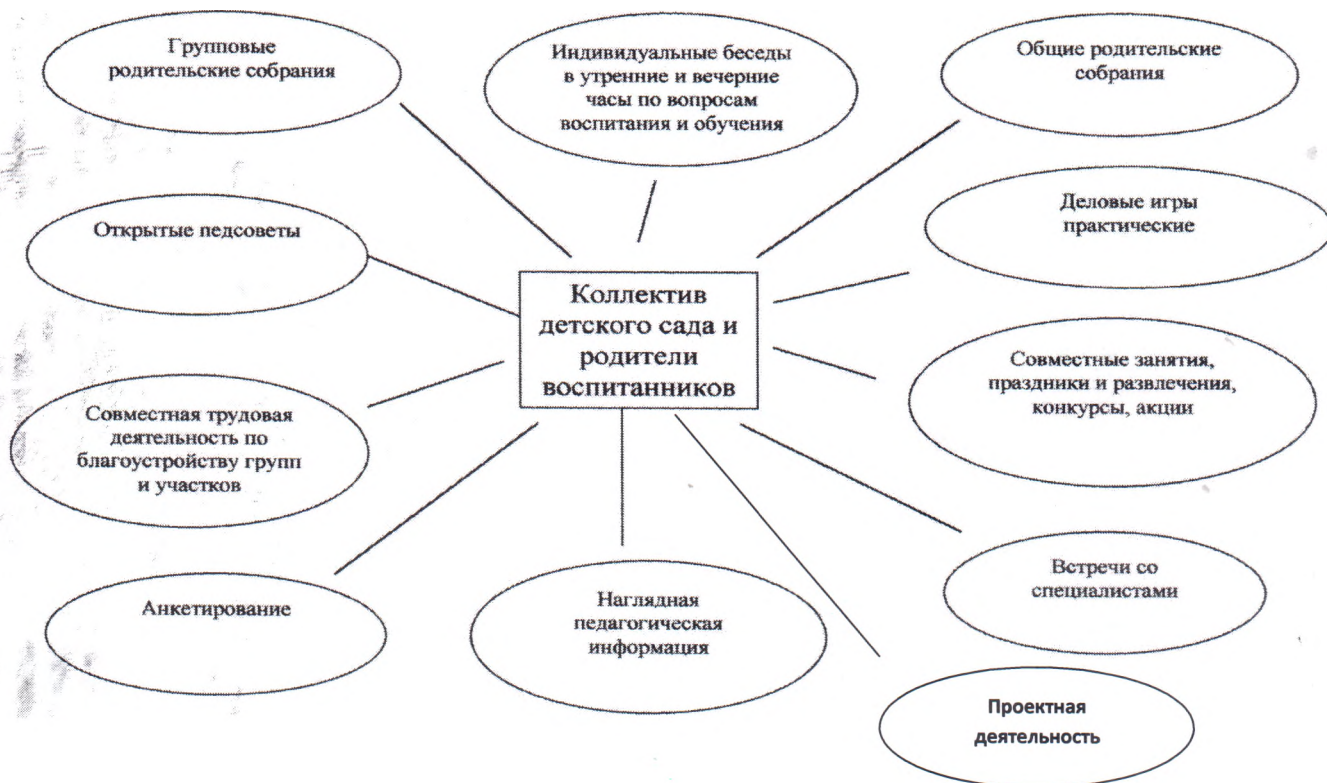 Групповые
родительские собрания
Индивидуальные беседы
в утренние и вечерние
часы по вопросам
воспитания и обучения
Общие родительские
собрания
Открытые педсоветы
Деловые игры
практические
Коллектив
детского сада и
родители
воспитанников
Совместная трудовая
деятельность по
благоустройству групп
и участков
Совместные занятия,
праздники и развлечения,
конкурсы, акции
Анкетирование
Наглядная
педагогическая
информация
Встречи со
специалистами
Проектная
деятельность